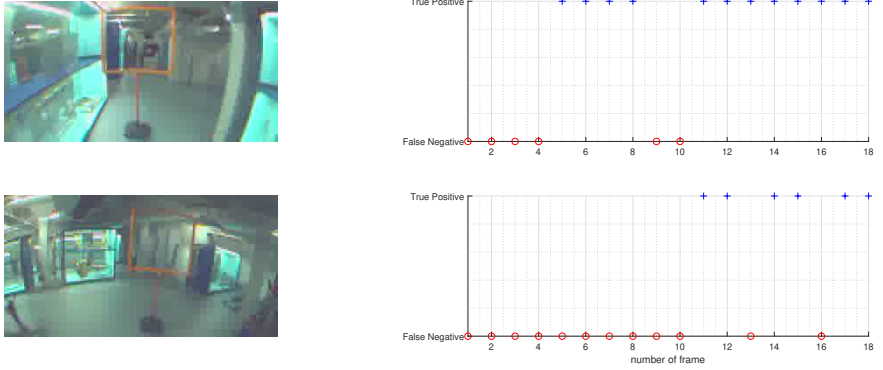 True Positive
False Negative
2 4 6 8 10 12 14 16 18
True Positive
False Negative
2 4 6 8 10 12 14 16 18
number of frame